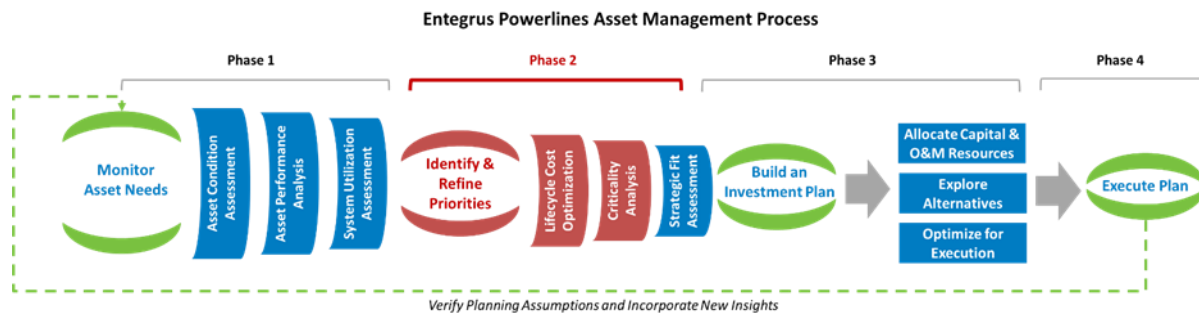 Entegrus Powerlines Asset Management Process
Phase 1
Phase 2
Phase 3
Phase 4
Monitor
Asset Needs
Asset Condition
Assessment
Asset Performance
Analysis
System Utilization
Assessment
Identify &
Refine
Priorities
Lifecycle Cost
Optimization
Criticality
Analysis
Strategic Fit
Assessment
Build an
Investment Plan
Allocate Capital &
O&M Resources
Explore
Alternatives
Optimize for
Execution
Execute Plan
Verify Planning Assumptions and Incorporate New Insights